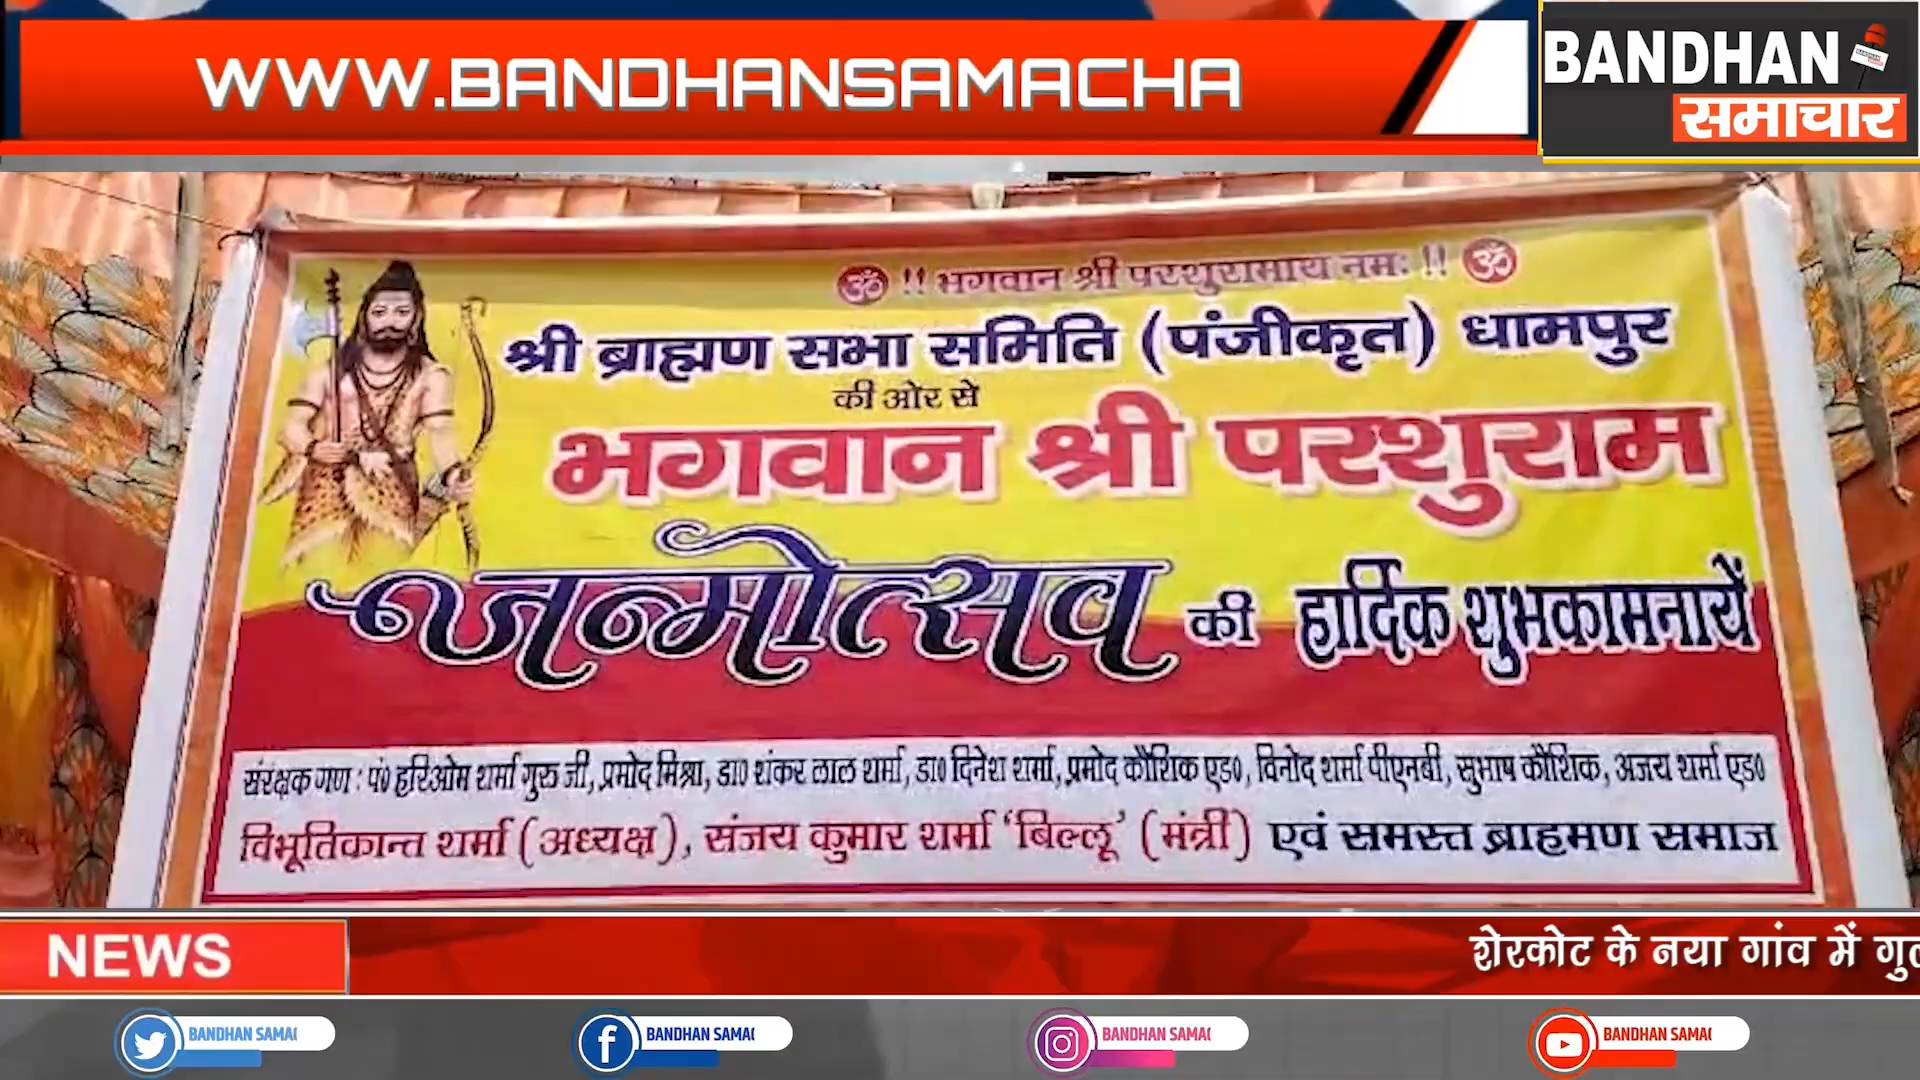 WWW.BANDHANSAMACHA
BANDHAN
समाचार
ॐ !! भगवान श्री परशुरामाय नमः !! ॐ
श्री ब्राह्मण सभा समिति (पंजीकृत) धामपुर
की ओर से
भगवान श्री परशुराम
जन्मोत्सव की हार्दिक शुभकामनायें
संरक्षक गण : पं० हरिओम शर्मा गुरू जी, प्रमोद मिश्रा, डा० शंकर लाल शर्मा, डा० दिनेश शर्मा, प्रमोद कौशिक एड०, विनोद शर्मा पीएनबी, सुभाष कौशिक, अजय शर्मा एड०
विभूतिकान्त शर्मा (अध्यक्ष), संजय कुमार शर्मा ‘बिल्लू’ (मंत्री) एवं समस्त ब्राहमण समाज
NEWS
शेरकोट के नया गांव में गुल
BANDHAN SAMA
BANDHAN SAMA
BANDHAN SAMA
BANDHAN SAMA